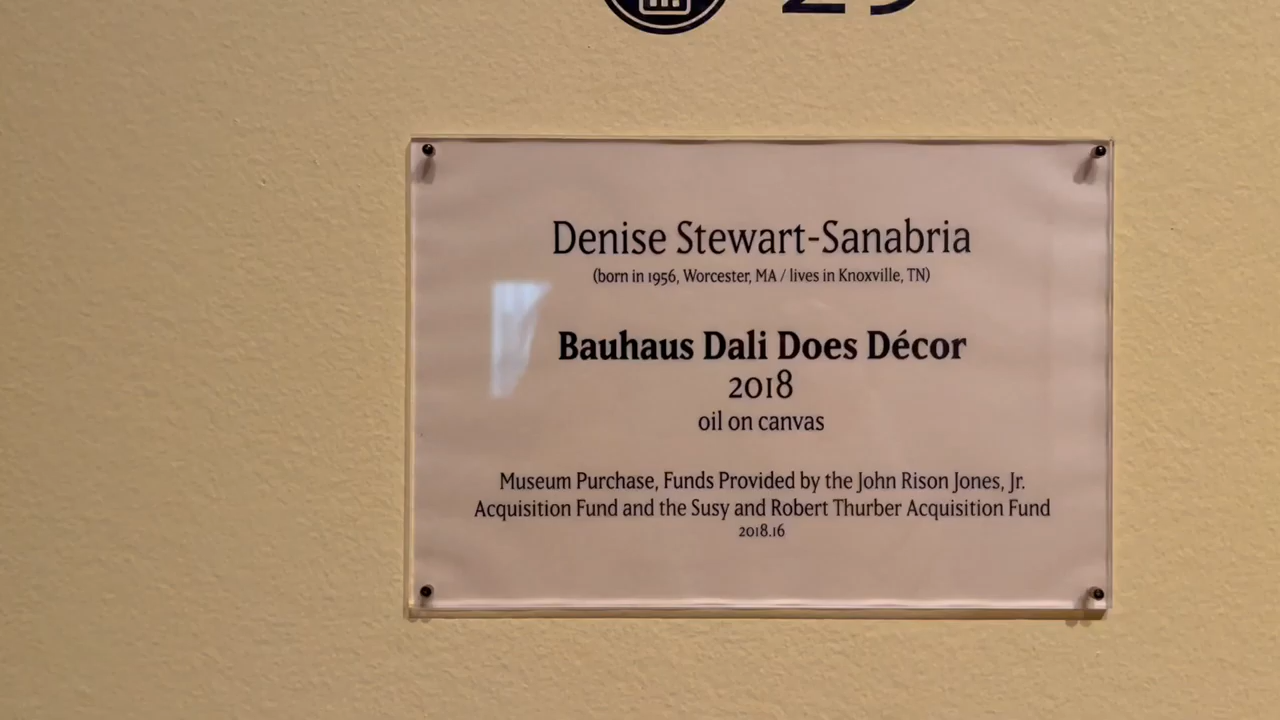 29
Denise Stewart-Sanabria
(born in 1956, Worcester, MA / lives in Knoxville, TN)
Bauhaus Dali Does Décor
2018
oil on canvas
Museum Purchase, Funds Provided by the John Rison Jones, Jr.
Acquisition Fund and the Susy and Robert Thurber Acquisition Fund
2018.16